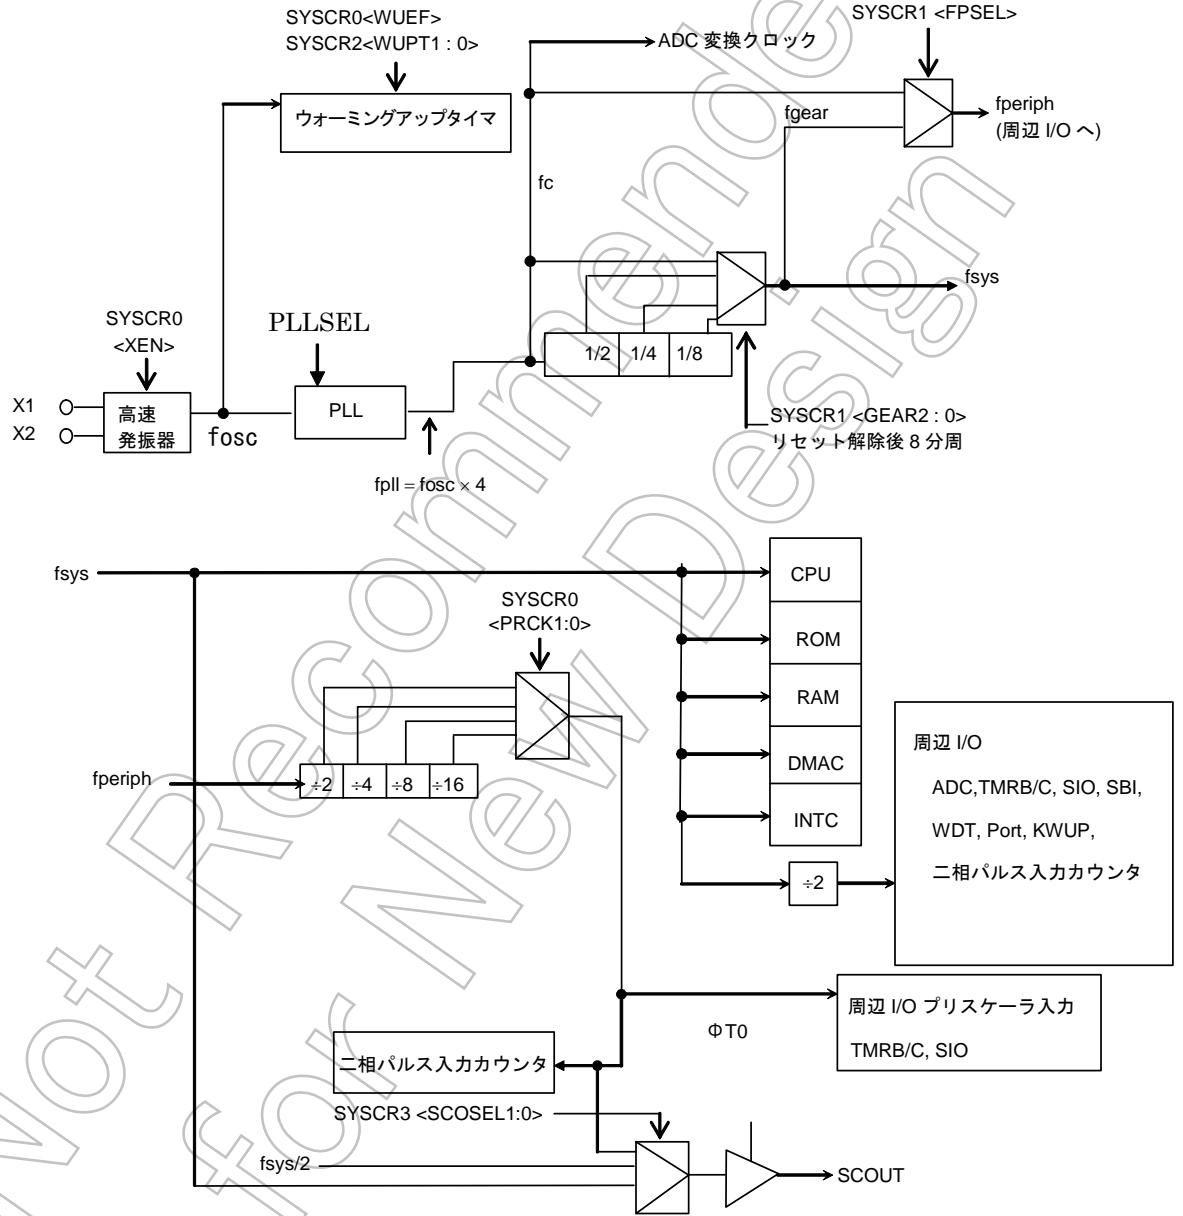 SYSCR0<WUEF>
SYSCR2<WUPT1 : 0>
SYSCR1 <FPSEL>
ADC 変換クロック
ウォーミングアップタイマ
fgear
fperiph
(周辺 I/O へ)
fc
fsys
SYSCR0
<XEN>
PLLSEL
1/2
1/4
1/8
X1
X2
高速
発振器
fosc
PLL
SYSCR1 <GEAR2 : 0>
リセット解除後 8 分周
fpll = fosc × 4
fsys
CPU
SYSCR0
<PRCK1:0>
ROM
RAM
周辺 I/O
DMAC
fperiph
÷2
÷4
÷8
÷16
ADC,TMRB/C, SIO, SBI,
INTC
WDT, Port, KWUP,
÷2
二相パルス入力カウンタ
周辺 I/O プリスケーラ入力
ΦT0
TMRB/C, SIO
二相パルス入力カウンタ
SYSCR3 <SCOSEL1:0>
fsys/2
SCOUT
Not Recommended
for New Design